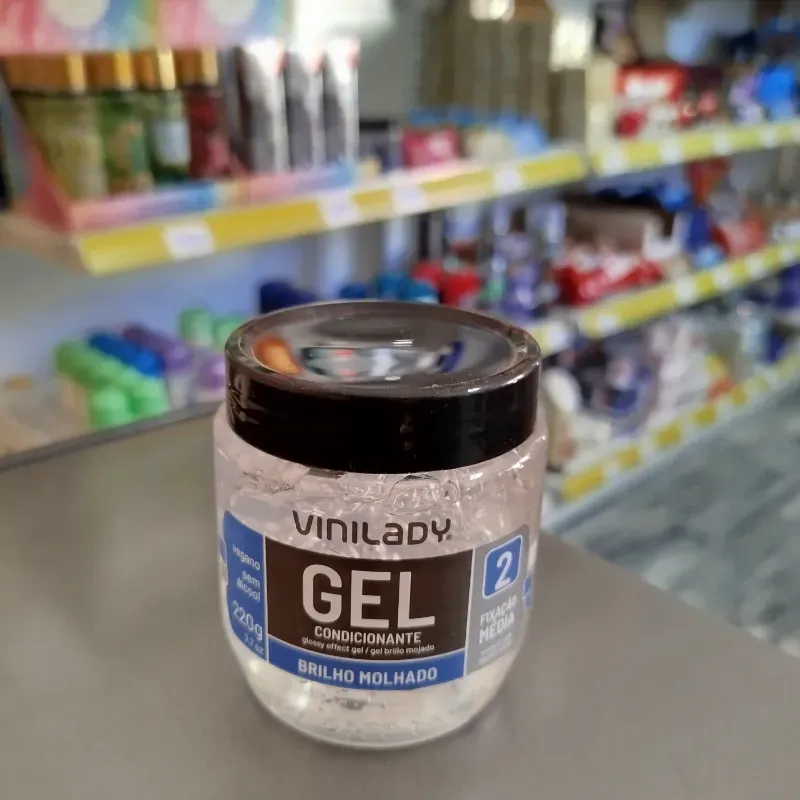 VINILADY®
vegano
sem
álcool
220g
7.7 oz
GEL
CONDICIONANTE
glossy effect gel / gel brillo mojado
BRILHO MOLHADO
2
FIXAÇÃO
MÉDIA